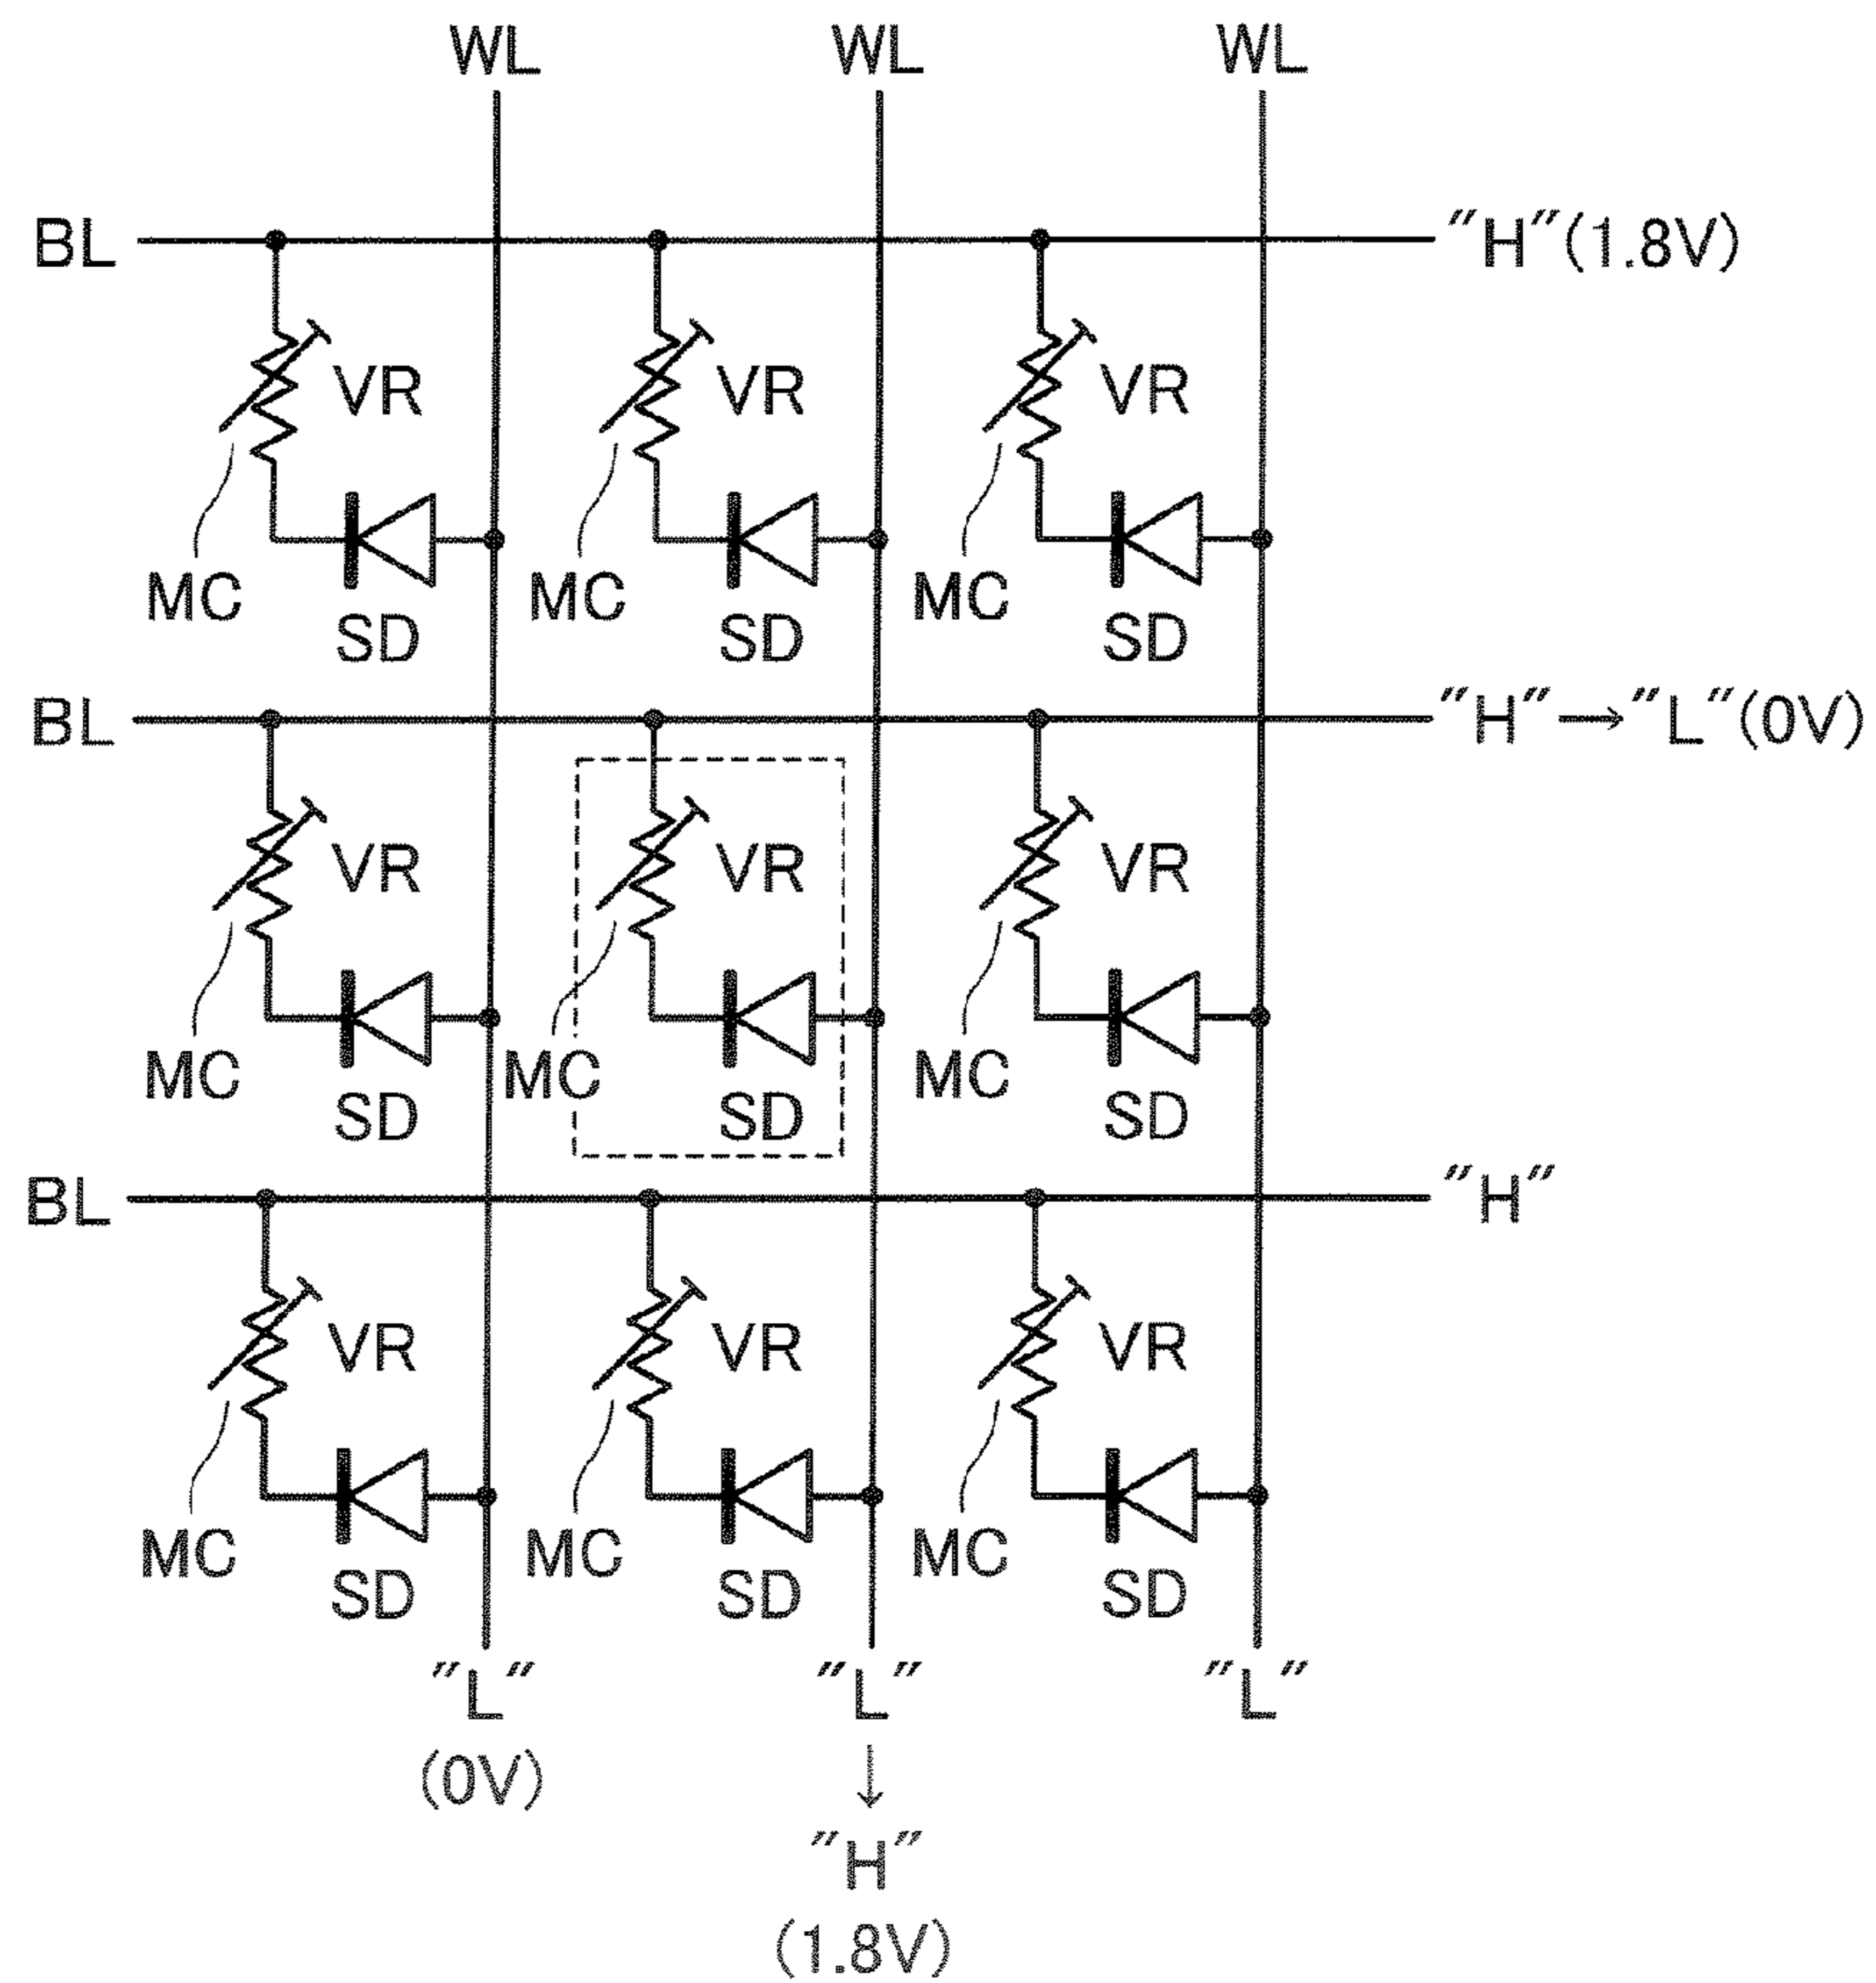 WL WL WL
BL "H"(1.8V)
VR VR VR
MC MC MC
SD SD SD
BL "H"→"L"(0V)
VR VR VR
MC MC MC
SD SD SD
BL "H"
VR VR VR
MC MC MC
SD SD SD
"L" "L" "L"
(0V) ↓
"H"
(1.8V)